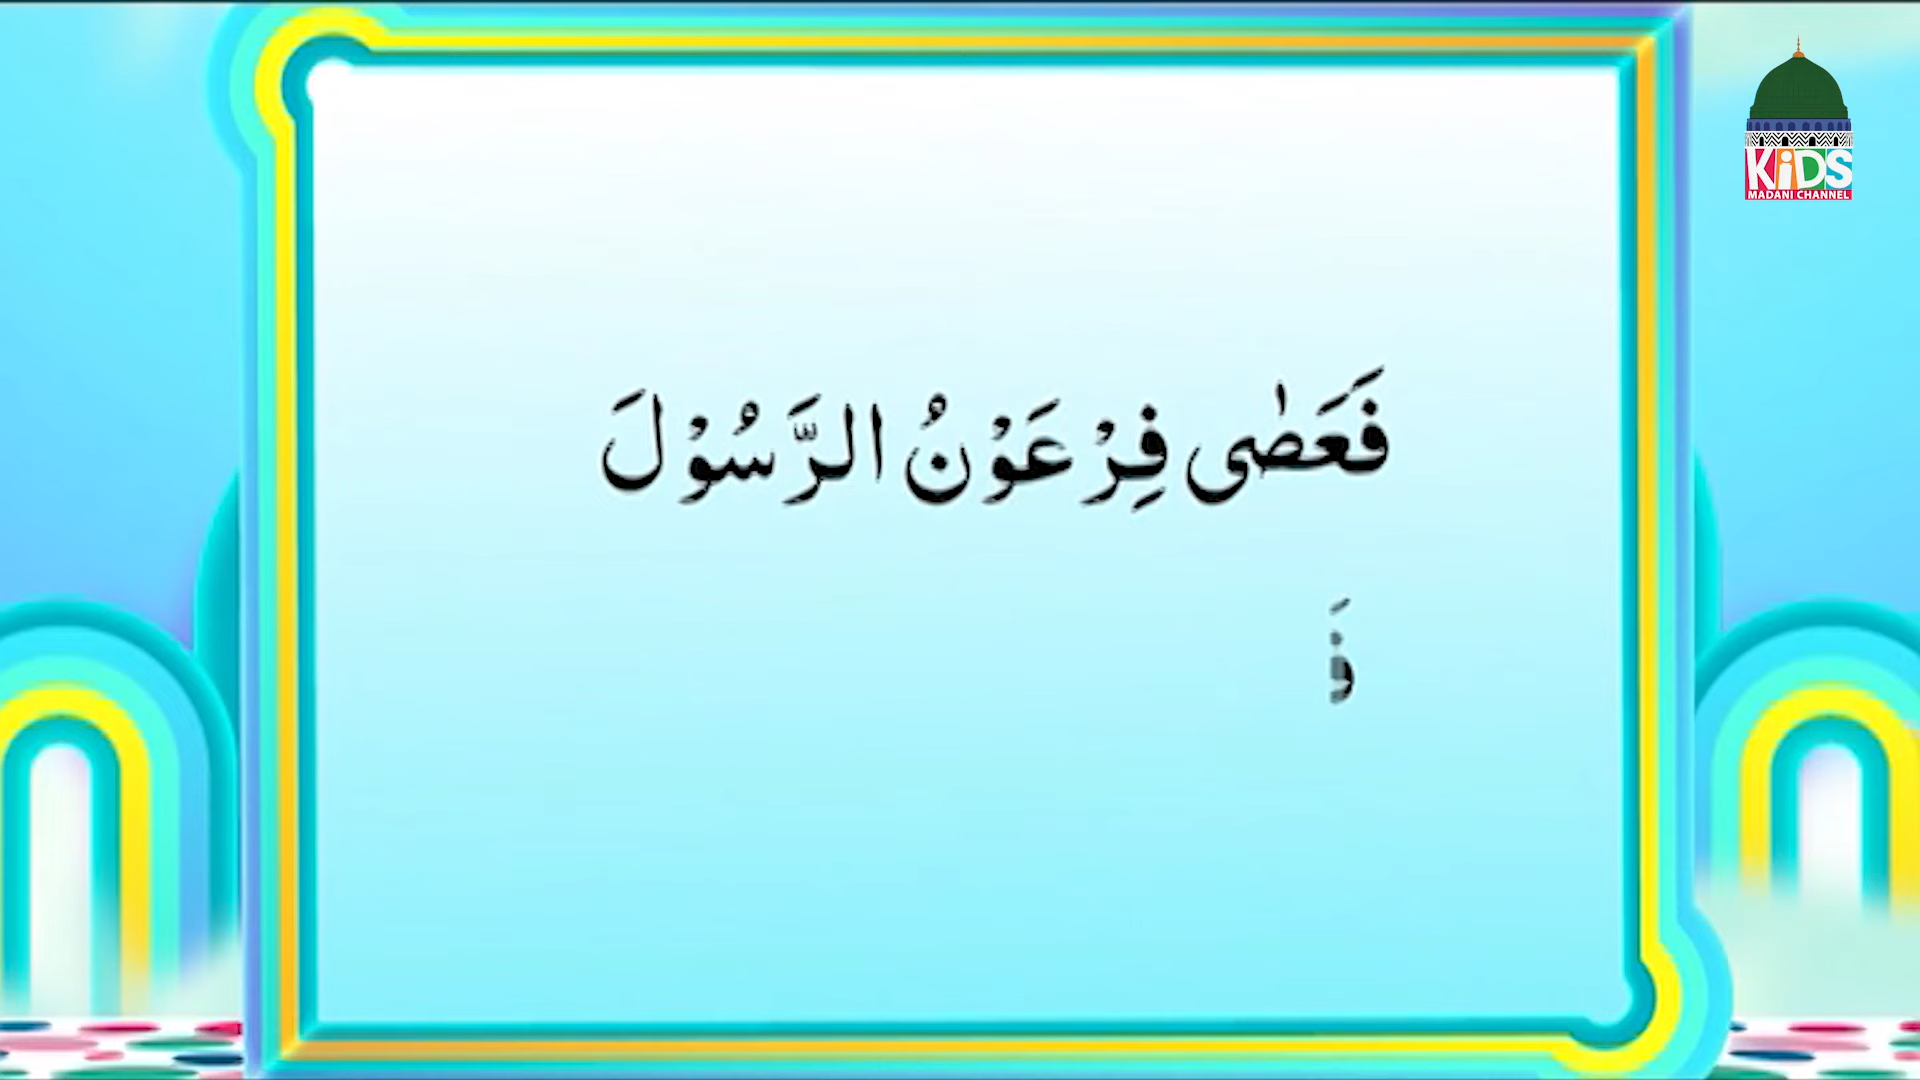 KiDS
MADANI CHANNEL
فَعَصٰى فِرْعَوْنُ الرَّسُوْلَ
فَ